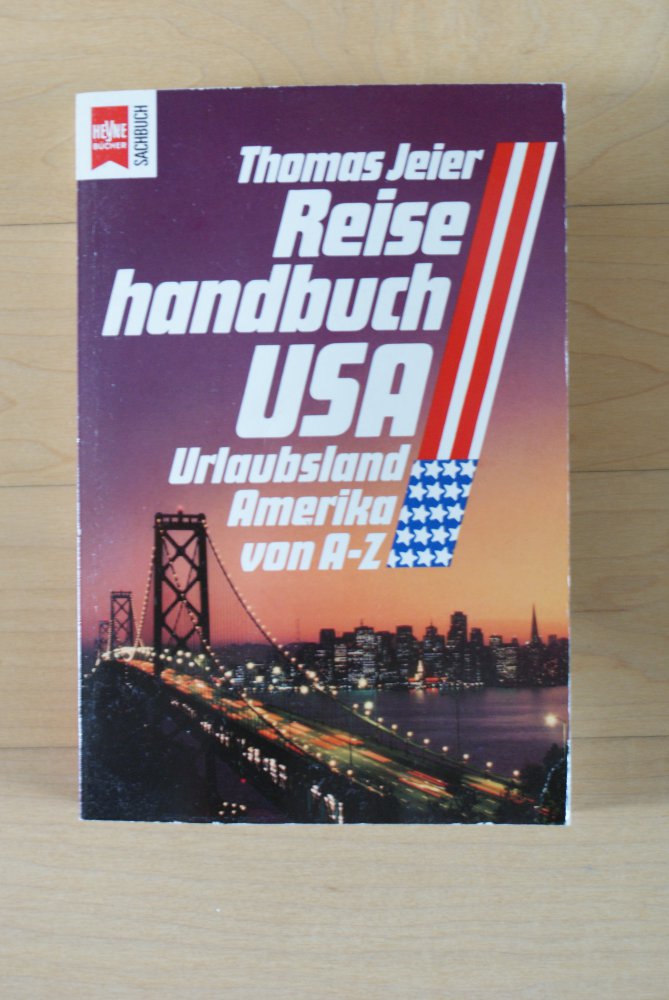 HEYNE
BÜCHER
SACHBUCH
Thomas Jeier
Reise
handbuch
USA
Urlaubsland
Amerika
von A-Z